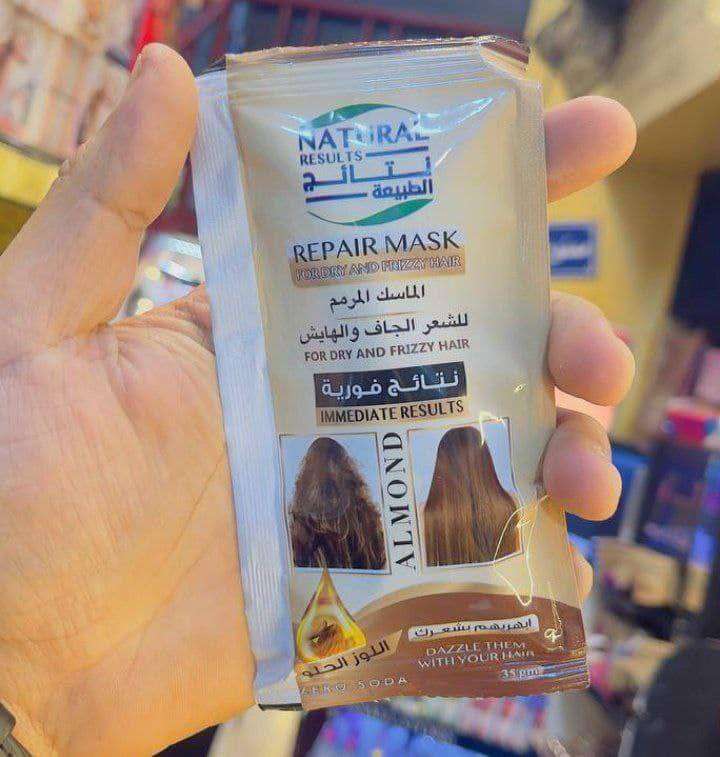 NATURAL
RESULTS
نتائج
الطبيعة
REPAIR MASK
FOR DRY AND FRIZZY HAIR
الماسك المرمم
للشعر الجاف والهايش
FOR DRY AND FRIZZY HAIR
نتائج فورية
IMMEDIATE RESULTS
ALMOND
ابهريهم بشعرك
اللوز الحلو
DAZZLE THEM
WITH YOUR HAIR
ZERO SODA
35gm